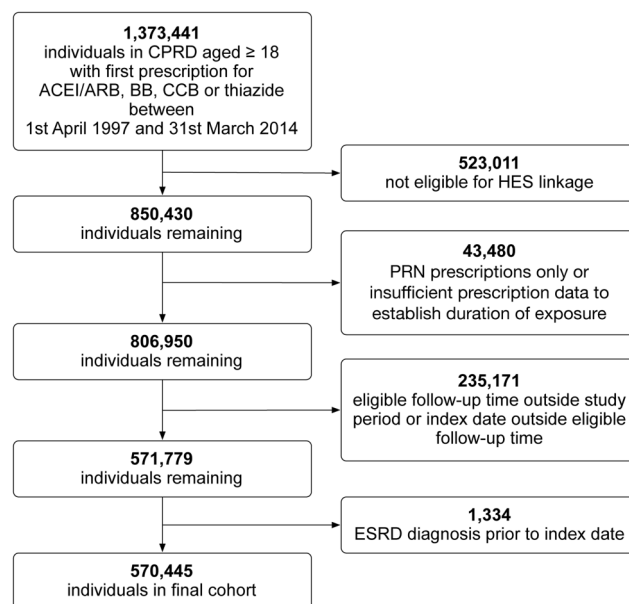 1,373,441
individuals in CPRD aged ≥ 18
with first prescription for
ACEI/ARB, BB, CCB or thiazide
between
1st April 1997 and 31st March 2014
523,011
not eligible for HES linkage
850,430
individuals remaining
43,480
PRN prescriptions only or
insufficient prescription data to
establish duration of exposure
806,950
individuals remaining
235,171
eligible follow-up time outside study
period or index date outside eligible
follow-up time
571,779
individuals remaining
1,334
ESRD diagnosis prior to index date
570,445
individuals in final cohort